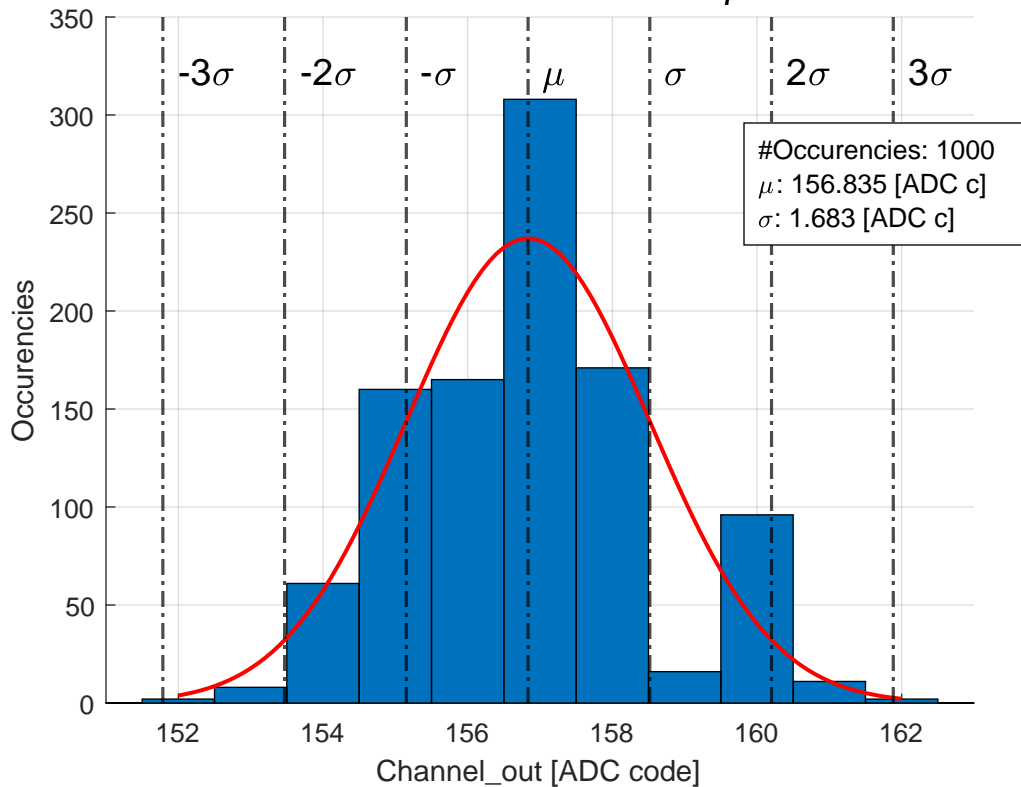 350
300
250
200
150
100
50
0
-3σ -2σ -σ μ σ 2σ 3σ
#Occurencies: 1000
μ: 156.835 [ADC c]
σ: 1.683 [ADC c]
Occurencies
152 154 156 158 160 162
Channel_out [ADC code]